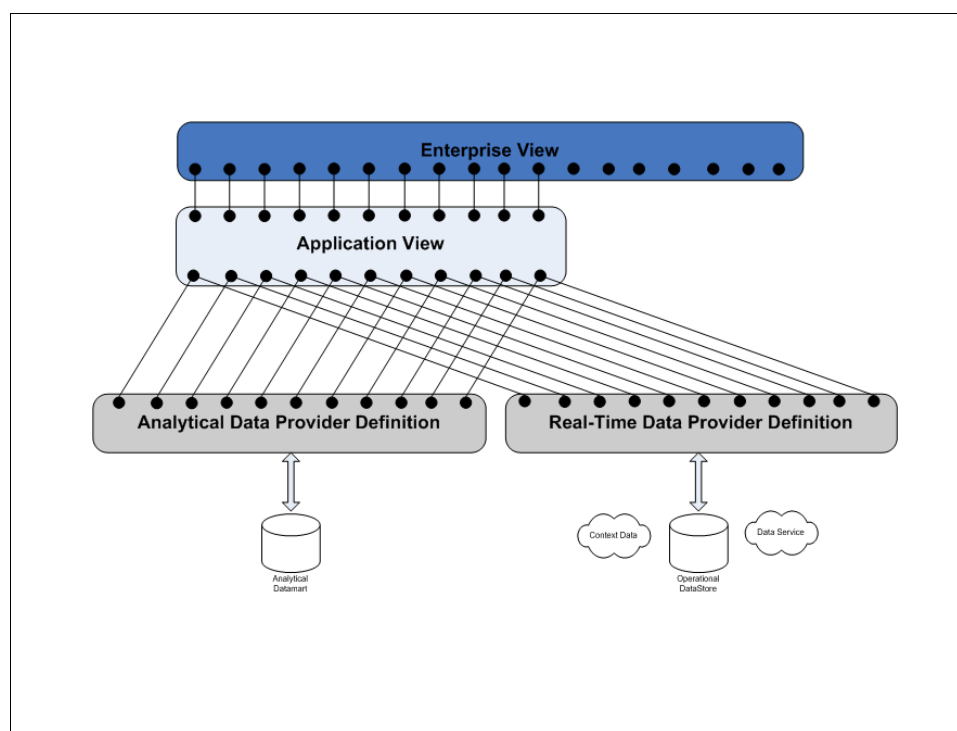 Enterprise View
Application View
Analytical Data Provider Definition
Real-Time Data Provider Definition
Context Data
Data Service
Analytical
Datamart
Operational
DataStore